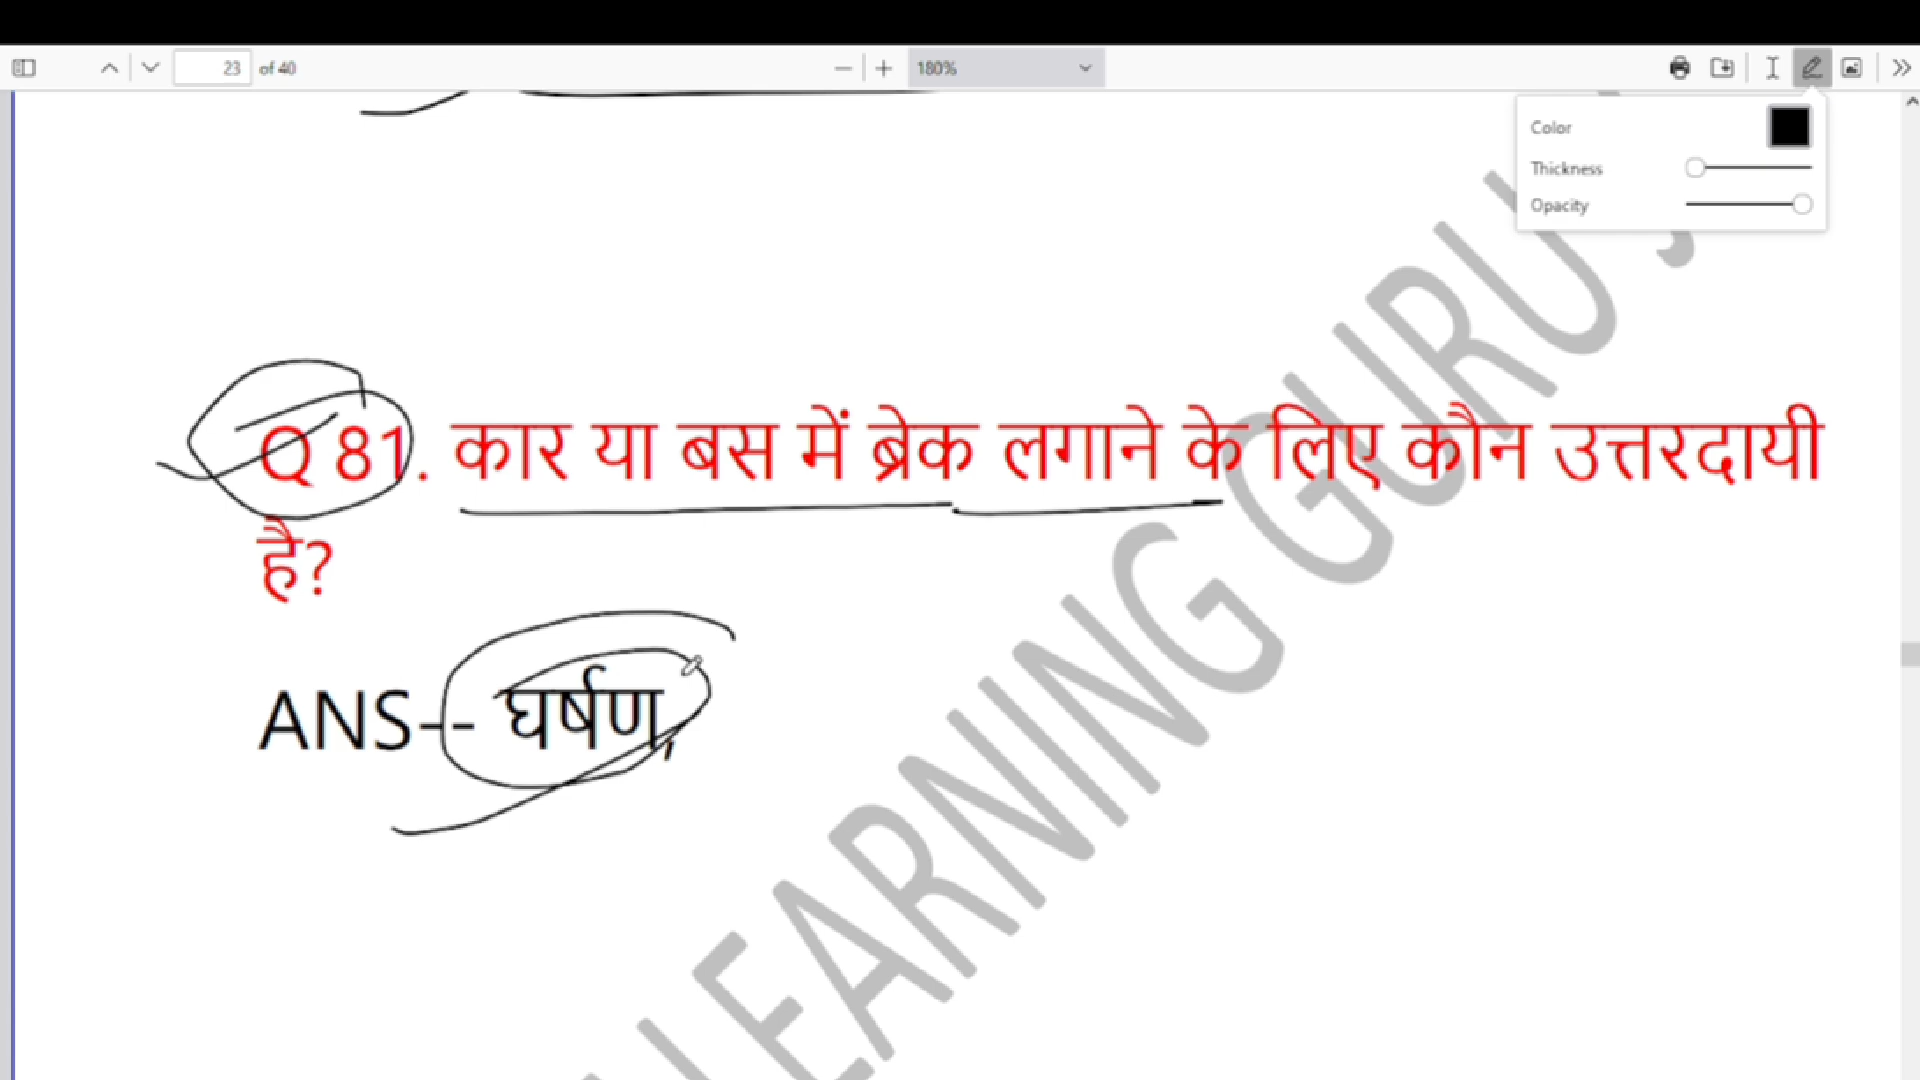 23 of 40
180%
Color
Thickness
Opacity
Q 81. कार या बस में ब्रेक लगाने के लिए कौन उत्तरदायी
है?
ANS-- घर्षण,
LEARNING GURU J